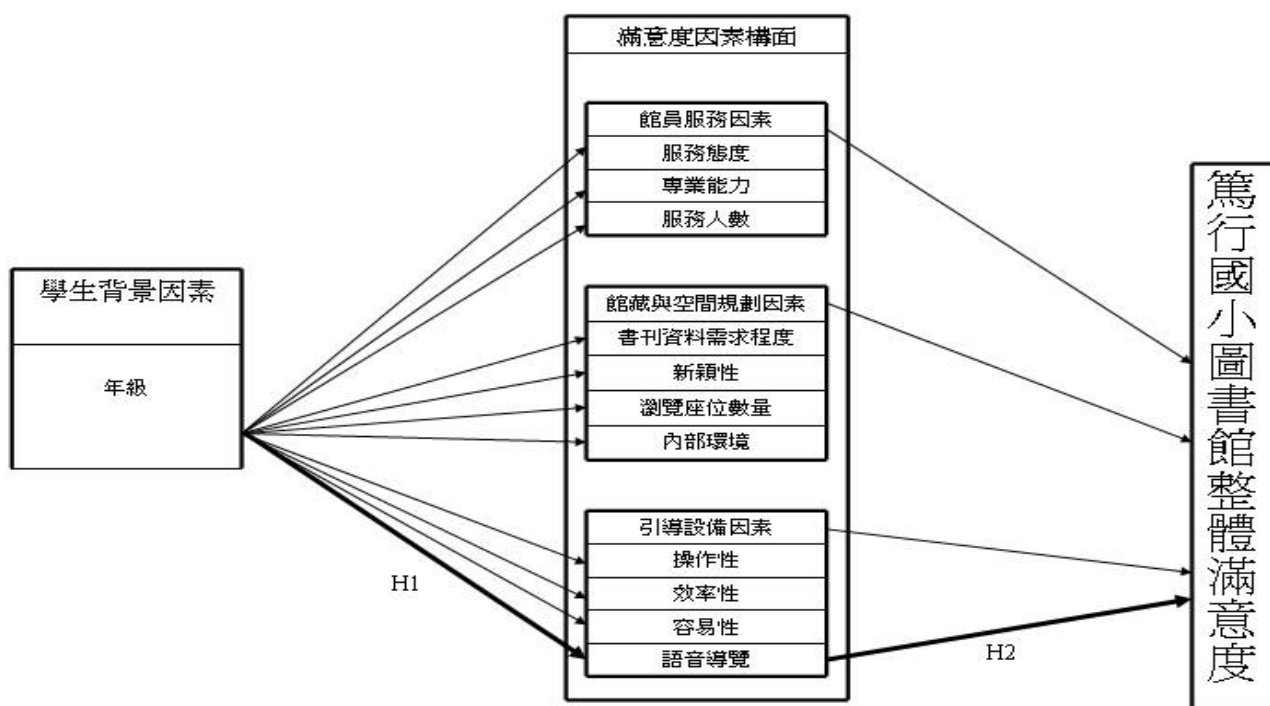 學生背景因素
年級
滿意度因素構面
館員服務因素
服務態度
專業能力
服務人數
館藏與空間規劃因素
書刊資料需求程度
新穎性
瀏覽座位數量
內部環境
引導設備因素
操作性
效率性
容易性
語音導覽
H1
H2
篤行國小圖書館整體滿意度